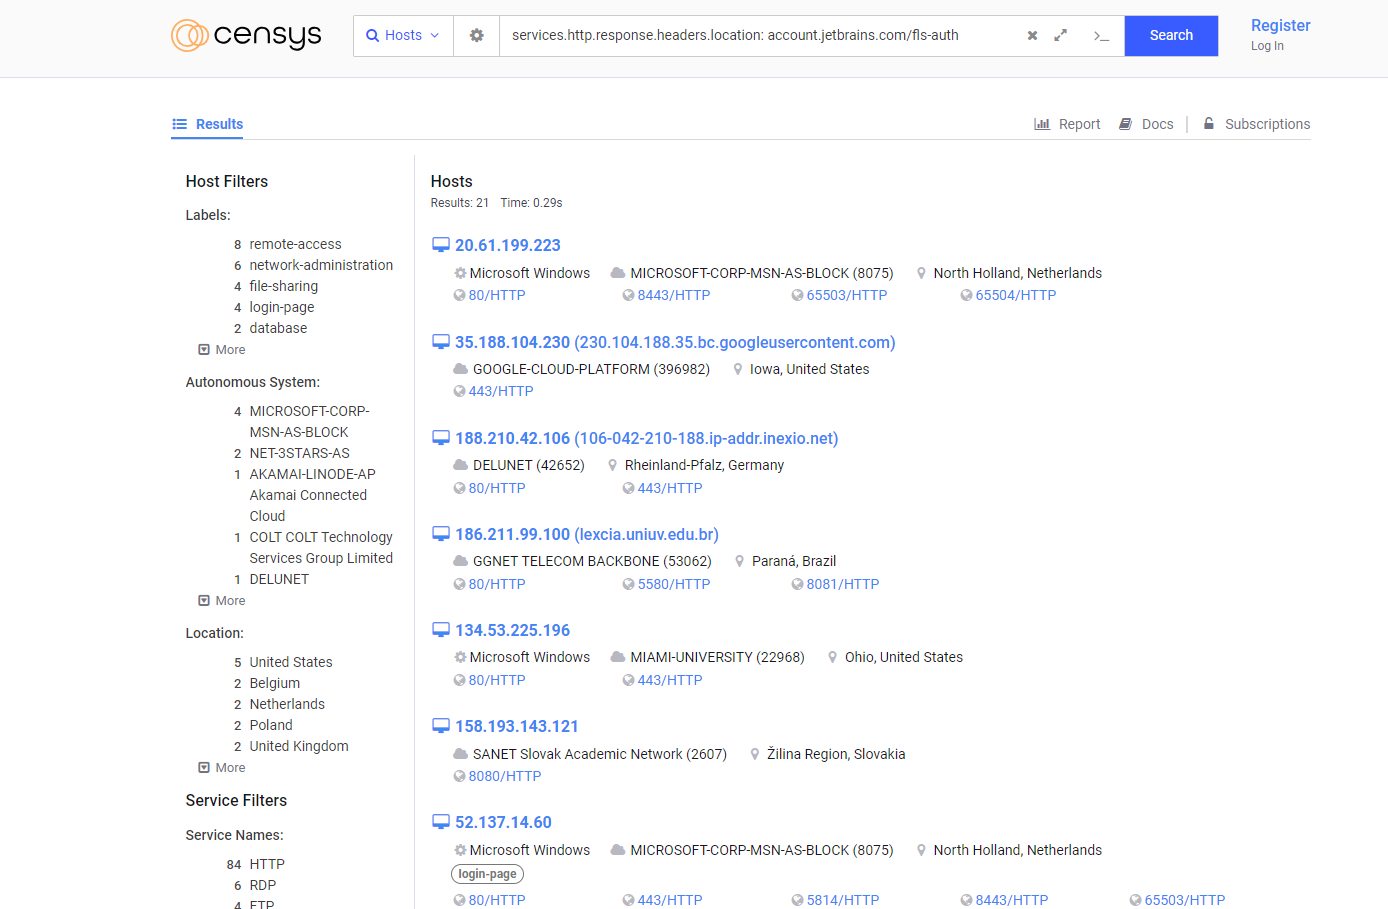 censys
Hosts
services.http.response.headers.location: account.jetbrains.com/fls-auth
Search
Register
Log In
Results
Report
Docs
Subscriptions
Host Filters
Labels:
8 remote-access
6 network-administration
4 file-sharing
4 login-page
2 database
More
Autonomous System:
4 MICROSOFT-CORP-
MSN-AS-BLOCK
2 NET-3STARS-AS
1 AKAMAI-LINODE-AP
Akamai Connected
Cloud
1 COLT COLT Technology
Services Group Limited
1 DELUNET
More
Location:
5 United States
2 Belgium
2 Netherlands
2 Poland
2 United Kingdom
More
Service Filters
Service Names:
84 HTTP
6 RDP
4 FTP
Hosts
Results: 21 Time: 0.29s
20.61.199.223
Microsoft Windows MICROSOFT-CORP-MSN-AS-BLOCK (8075) North Holland, Netherlands
80/HTTP 8443/HTTP 65503/HTTP 65504/HTTP
35.188.104.230 (230.104.188.35.bc.googleusercontent.com)
GOOGLE-CLOUD-PLATFORM (396982) Iowa, United States
443/HTTP
188.210.42.106 (106-042-210-188.ip-addr.inexio.net)
DELUNET (42652) Rheinland-Pfalz, Germany
80/HTTP 443/HTTP
186.211.99.100 (lexcia.uniuv.edu.br)
GGNET TELECOM BACKBONE (53062) Paraná, Brazil
80/HTTP 5580/HTTP 8081/HTTP
134.53.225.196
Microsoft Windows MIAMI-UNIVERSITY (22968) Ohio, United States
80/HTTP 443/HTTP
158.193.143.121
SANET Slovak Academic Network (2607) Žilina Region, Slovakia
8080/HTTP
52.137.14.60
Microsoft Windows MICROSOFT-CORP-MSN-AS-BLOCK (8075) North Holland, Netherlands
login-page
80/HTTP 443/HTTP 5814/HTTP 8443/HTTP 65503/HTTP